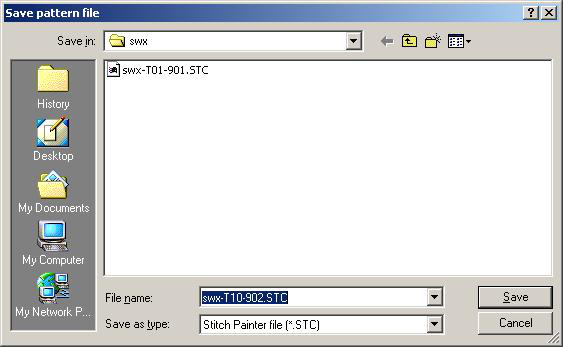 Save pattern file
Save in: swx
swx-T01-901.STC
History
Desktop
My Documents
My Computer
My Network P...
File name: swx-T10-902.STC Save
Save as type: Stitch Painter file (*.STC) Cancel